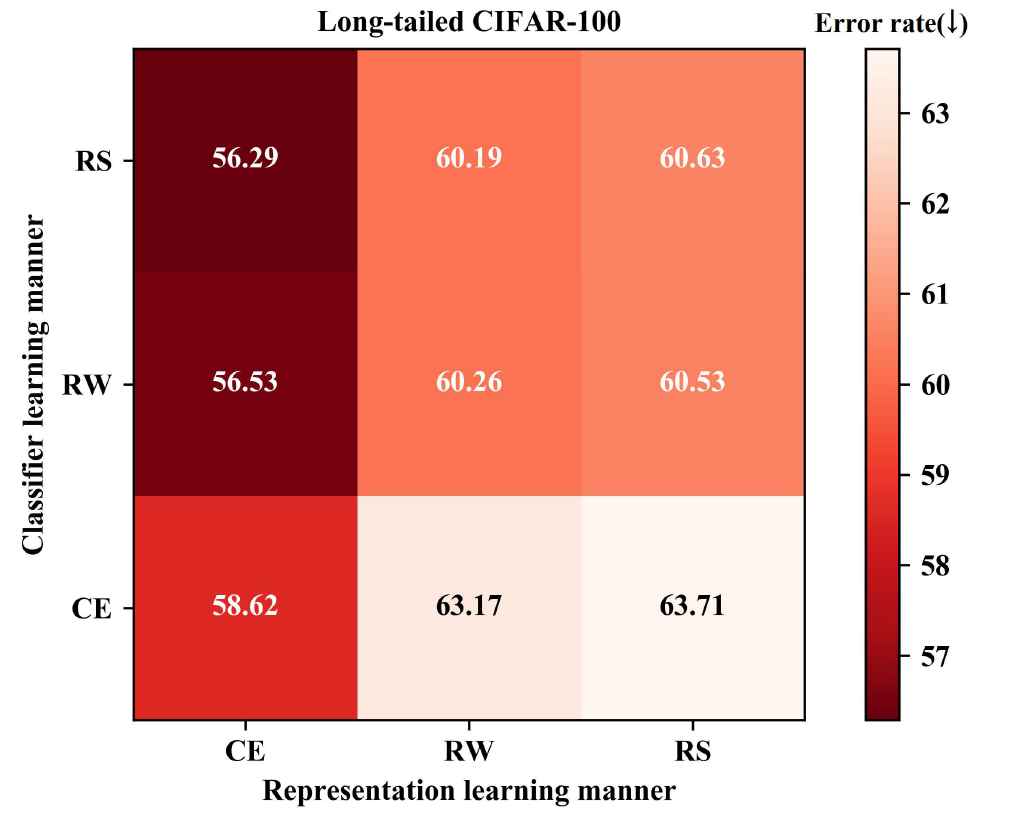 Long-tailed CIFAR-100
Error rate(↓)
Classifier learning manner
RS
56.29
60.19
60.63
RW
56.53
60.26
60.53
CE
58.62
63.17
63.71
CE
RW
RS
Representation learning manner
63
62
61
60
59
58
57